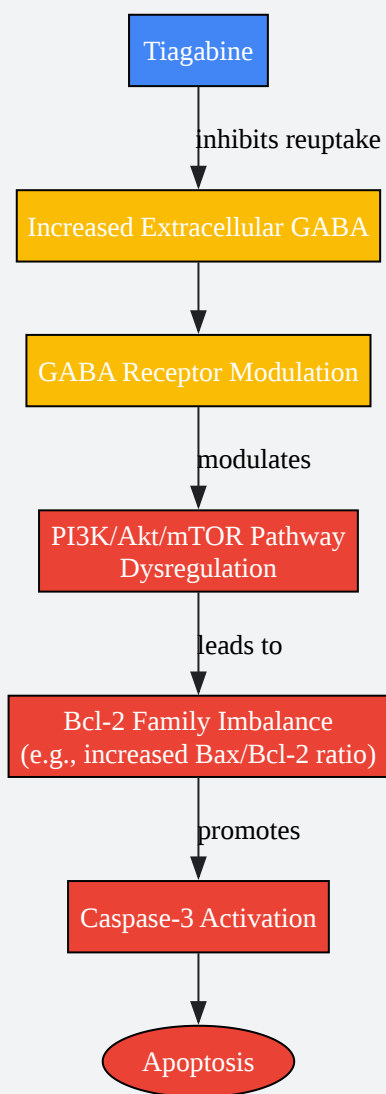 Tiagabine
inhibits reuptake
Increased Extracellular GABA
GABA Receptor Modulation
modulates
PI3K/Akt/mTOR Pathway
Dysregulation
leads to
Bcl-2 Family Imbalance
(e.g., increased Bax/Bcl-2 ratio)
promotes
Caspase-3 Activation
Apoptosis